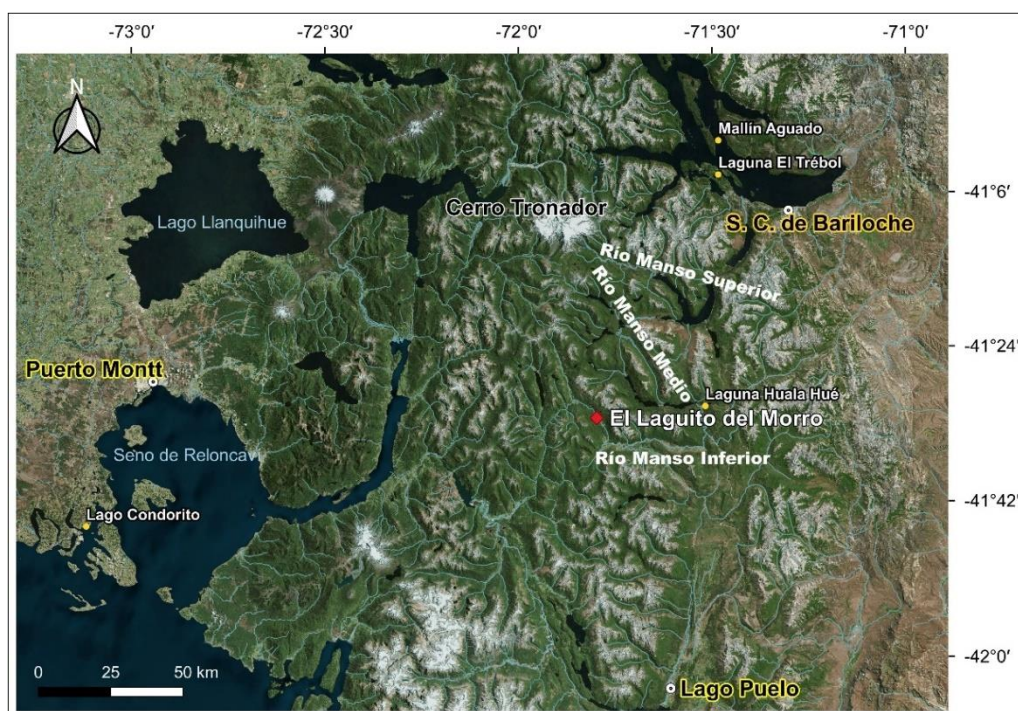 -73°0′
-72°30′
-72°0′
-71°30′
-71°0′
N
Mallín Aguado
Laguna El Trébol
-41°6′
Lago Llanquihue
Cerro Tronador
S. C. de Bariloche
Río Manso Superior
Río Manso Medio
-41°24′
Puerto Montt
Laguna Huala Hué
El Laguito del Morro
Seno de Reloncaví
Río Manso Inferior
-41°42′
Lago Condorito
-42°0′
0 25 50 km
Lago Puelo